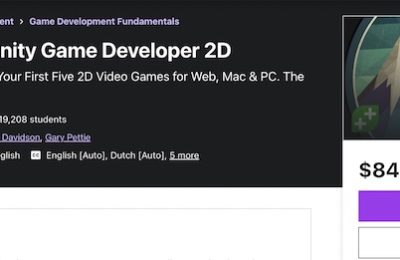 ent > Game Development Fundamentals
nity Game Developer 2D
Your First Five 2D Video Games for Web, Mac & PC. The
19,208 students
Davidson, Gary Pettie
glish CC English [Auto], Dutch [Auto], 5 more
$84